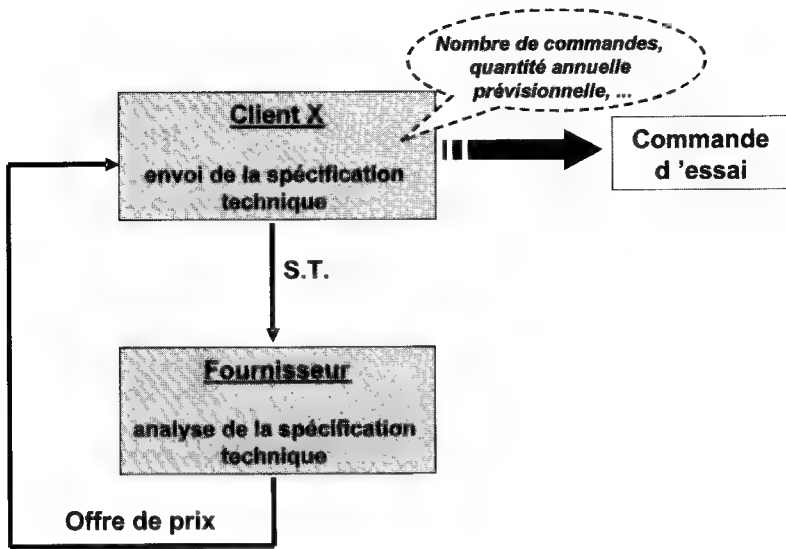 Nombre de commandes,
quantité annuelle
prévisionnelle, ...
Client X
envoi de la spécification
technique
Commande
d 'essai
S.T.
Fournisseur
analyse de la spécification
technique
Offre de prix